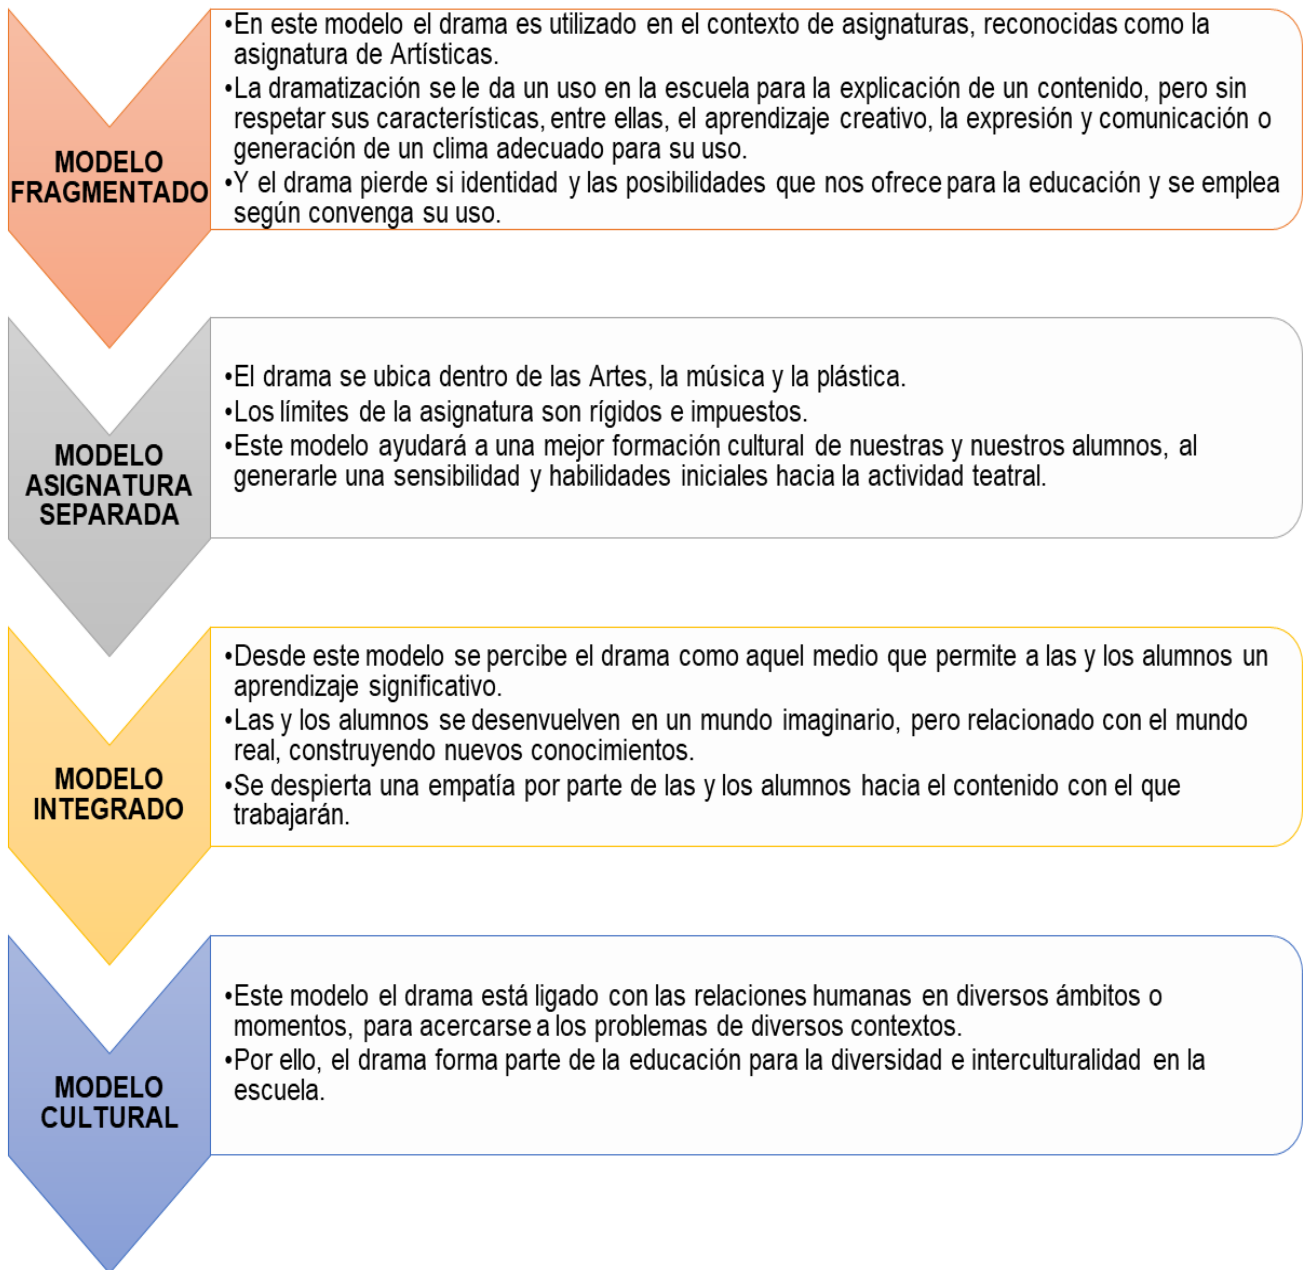 MODELO
FRAGMENTADO
•En este modelo el drama es utilizado en el contexto de asignaturas, reconocidas como la
asignatura de Artísticas.
•La dramatización se le da un uso en la escuela para la explicación de un contenido, pero sin
respetar sus características, entre ellas, el aprendizaje creativo, la expresión y comunicación o
generación de un clima adecuado para su uso.
•Y el drama pierde si identidad y las posibilidades que nos ofrece para la educación y se emplea
según convenga su uso.
MODELO
ASIGNATURA
SEPARADA
•El drama se ubica dentro de las Artes, la música y la plástica.
•Los límites de la asignatura son rígidos e impuestos.
•Este modelo ayudará a una mejor formación cultural de nuestras y nuestros alumnos, al
generarle una sensibilidad y habilidades iniciales hacia la actividad teatral.
MODELO
INTEGRADO
•Desde este modelo se percibe el drama como aquel medio que permite a las y los alumnos un
aprendizaje significativo.
•Las y los alumnos se desenvuelven en un mundo imaginario, pero relacionado con el mundo
real, construyendo nuevos conocimientos.
•Se despierta una empatía por parte de las y los alumnos hacia el contenido con el que
trabajarán.
MODELO
CULTURAL
•Este modelo el drama está ligado con las relaciones humanas en diversos ámbitos o
momentos, para acercarse a los problemas de diversos contextos.
•Por ello, el drama forma parte de la educación para la diversidad e interculturalidad en la
escuela.